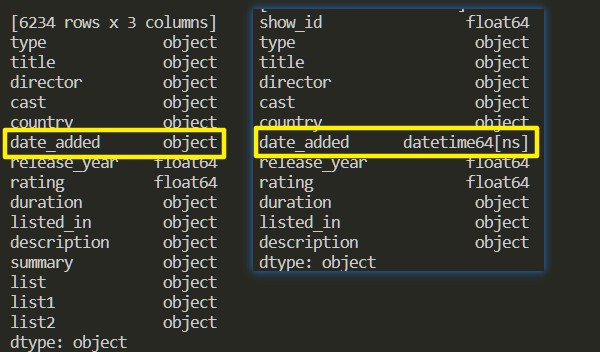 [6234 rows x 3 columns]
type object
title object
director object
cast object
country object
date_added object
release_year float64
rating float64
duration object
listed_in object
description object
summary object
list object
list1 object
list2 object
dtype: object
show_id float64
type object
title object
director object
cast object
country object
date_added datetime64[ns]
release_year float64
rating float64
duration object
listed_in object
description object
dtype: object